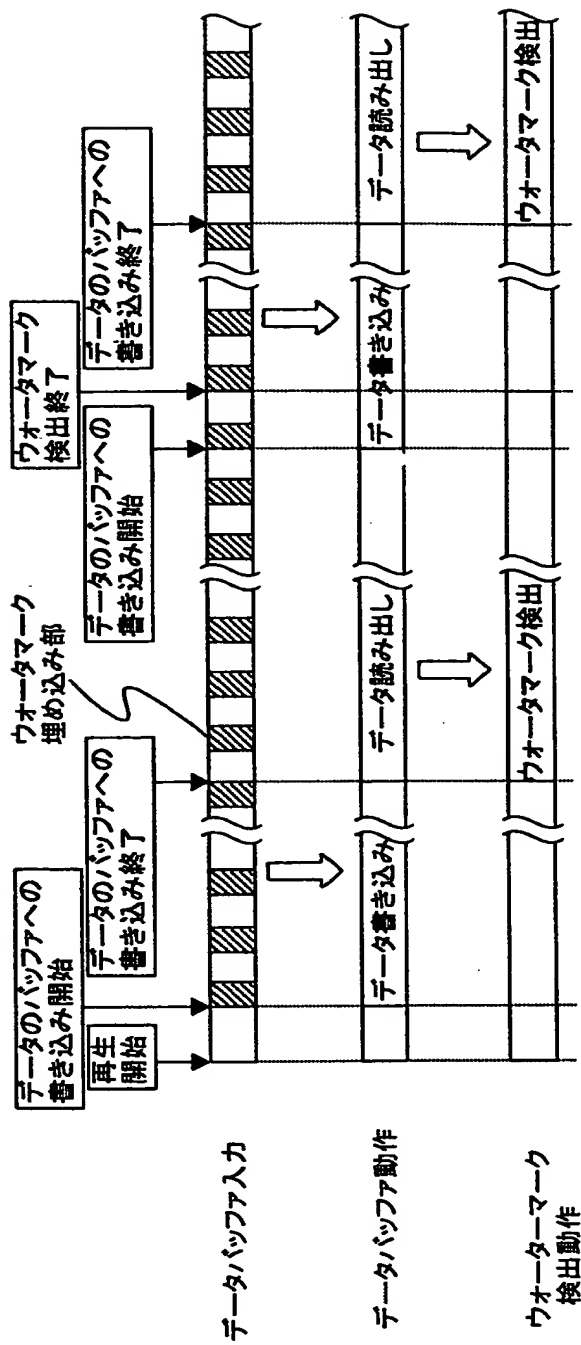 データのバッファへの
書き込み開始
再生
開始
データのバッファへの
書き込み終了
ウォータマーク
埋め込み部
データのバッファへの
書き込み開始
ウォータマーク
検出終了
データのバッファへの
書き込み終了
データバッファ入力
データバッファ動作
データ書き込み
データ読み出し
データ書き込み
データ読み出し
ウォーターマーク
検出動作
ウォータマーク検出
ウォータマーク検出